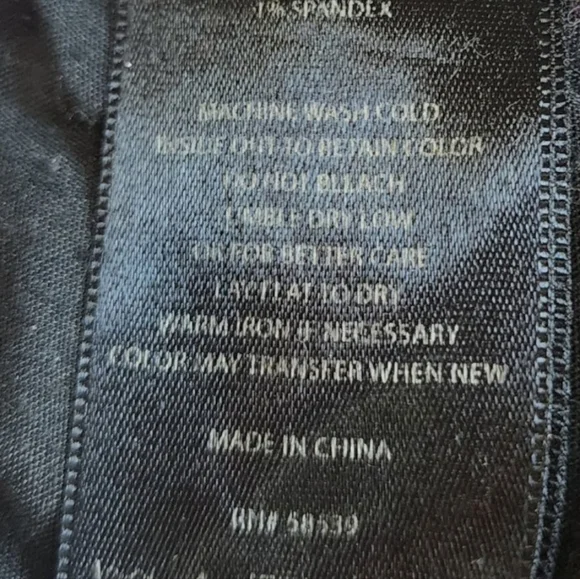 1% SPANDEX
MACHINE WASH COLD
INSIDE OUT TO RETAIN COLOR
DO NOT BLEACH
TUMBLE DRY LOW
OR FOR BETTER CARE
LAY FLAT TO DRY
WARM IRON IF NECESSARY
COLOR MAY TRANSFER WHEN NEW
MADE IN CHINA
RN# 58539